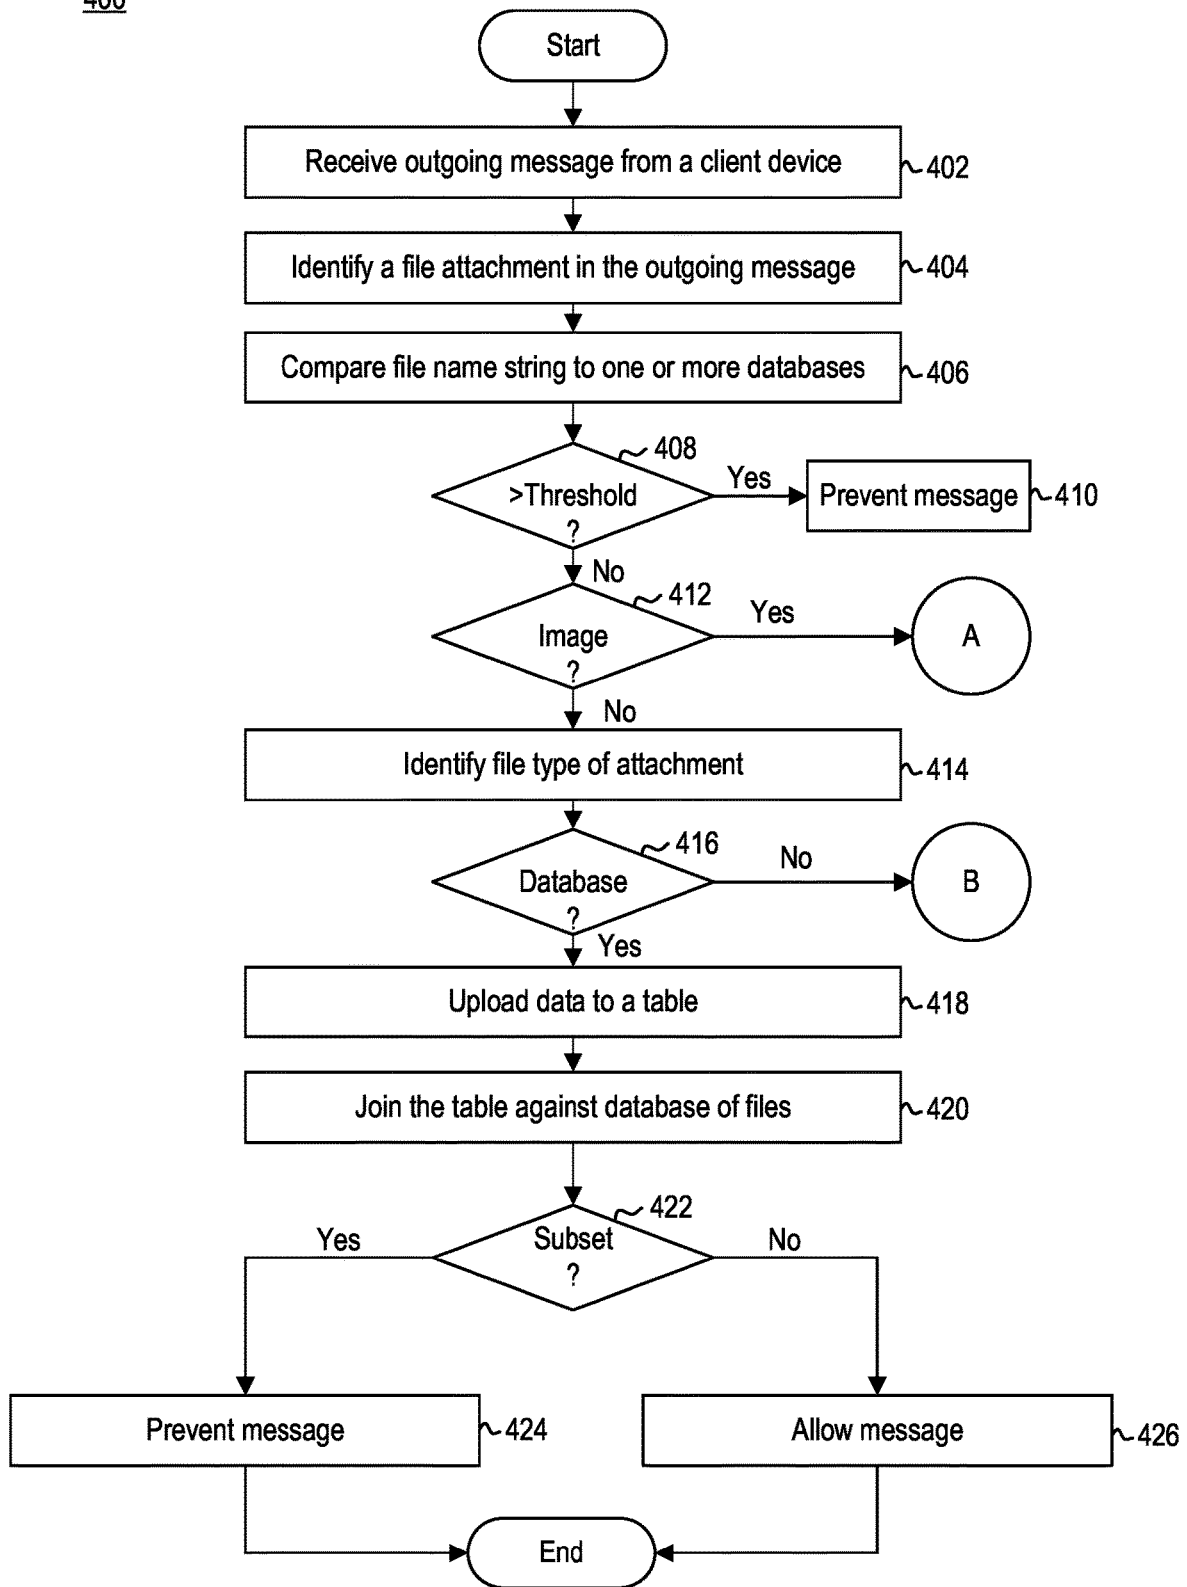 400
Start
Receive outgoing message from a client device
402
Identify a file attachment in the outgoing message
404
Compare file name string to one or more databases
406
408
>Threshold
?
Yes
Prevent message
410
No
412
Image
?
Yes
A
No
Identify file type of attachment
414
416
Database
?
No
B
Yes
Upload data to a table
418
Join the table against database of files
420
422
Subset
?
Yes
No
Prevent message
424
Allow message
426
End